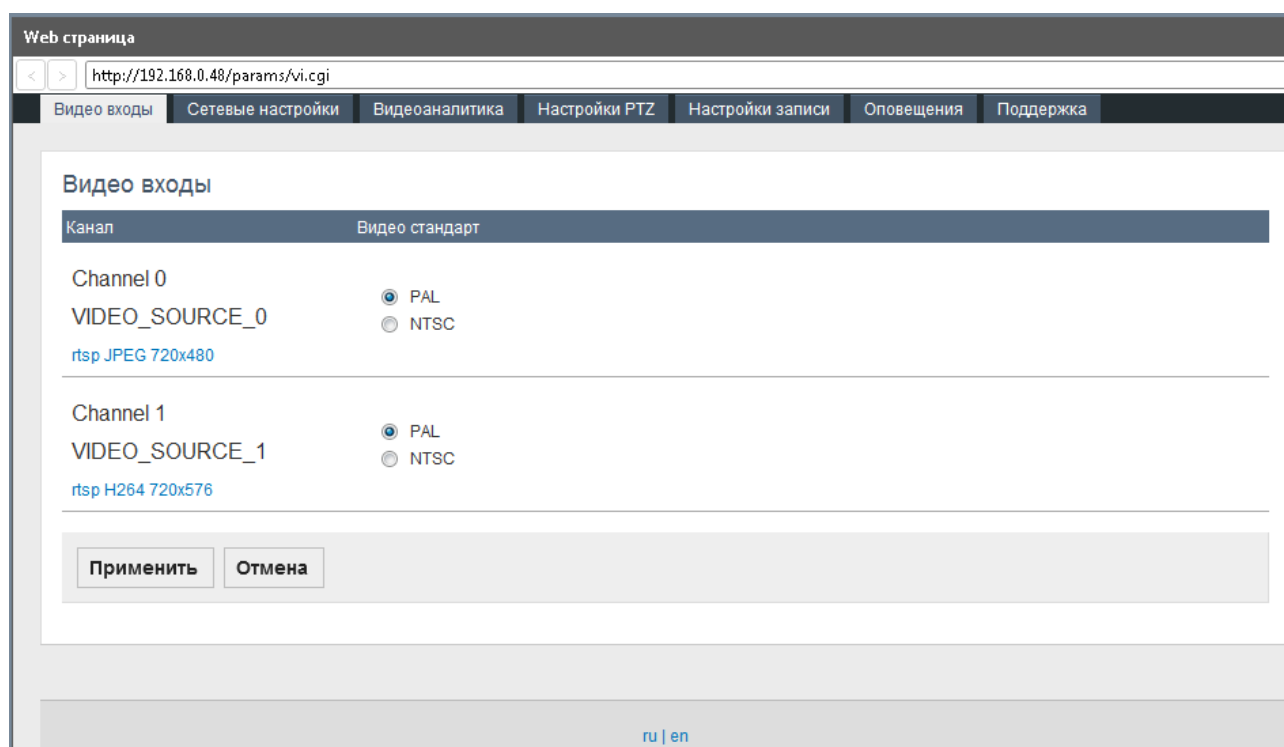 Web страница
< > http://192.168.0.48/params/vi.cgi
Видео входы Сетевые настройки Видеоаналитика Настройки PTZ Настройки записи Оповещения Поддержка
Видео входы
Канал Видео стандарт
Channel 0
PAL
VIDEO_SOURCE_0
NTSC
rtsp JPEG 720x480
Channel 1
PAL
VIDEO_SOURCE_1
NTSC
rtsp H264 720x576
Применить Отмена
ru | en